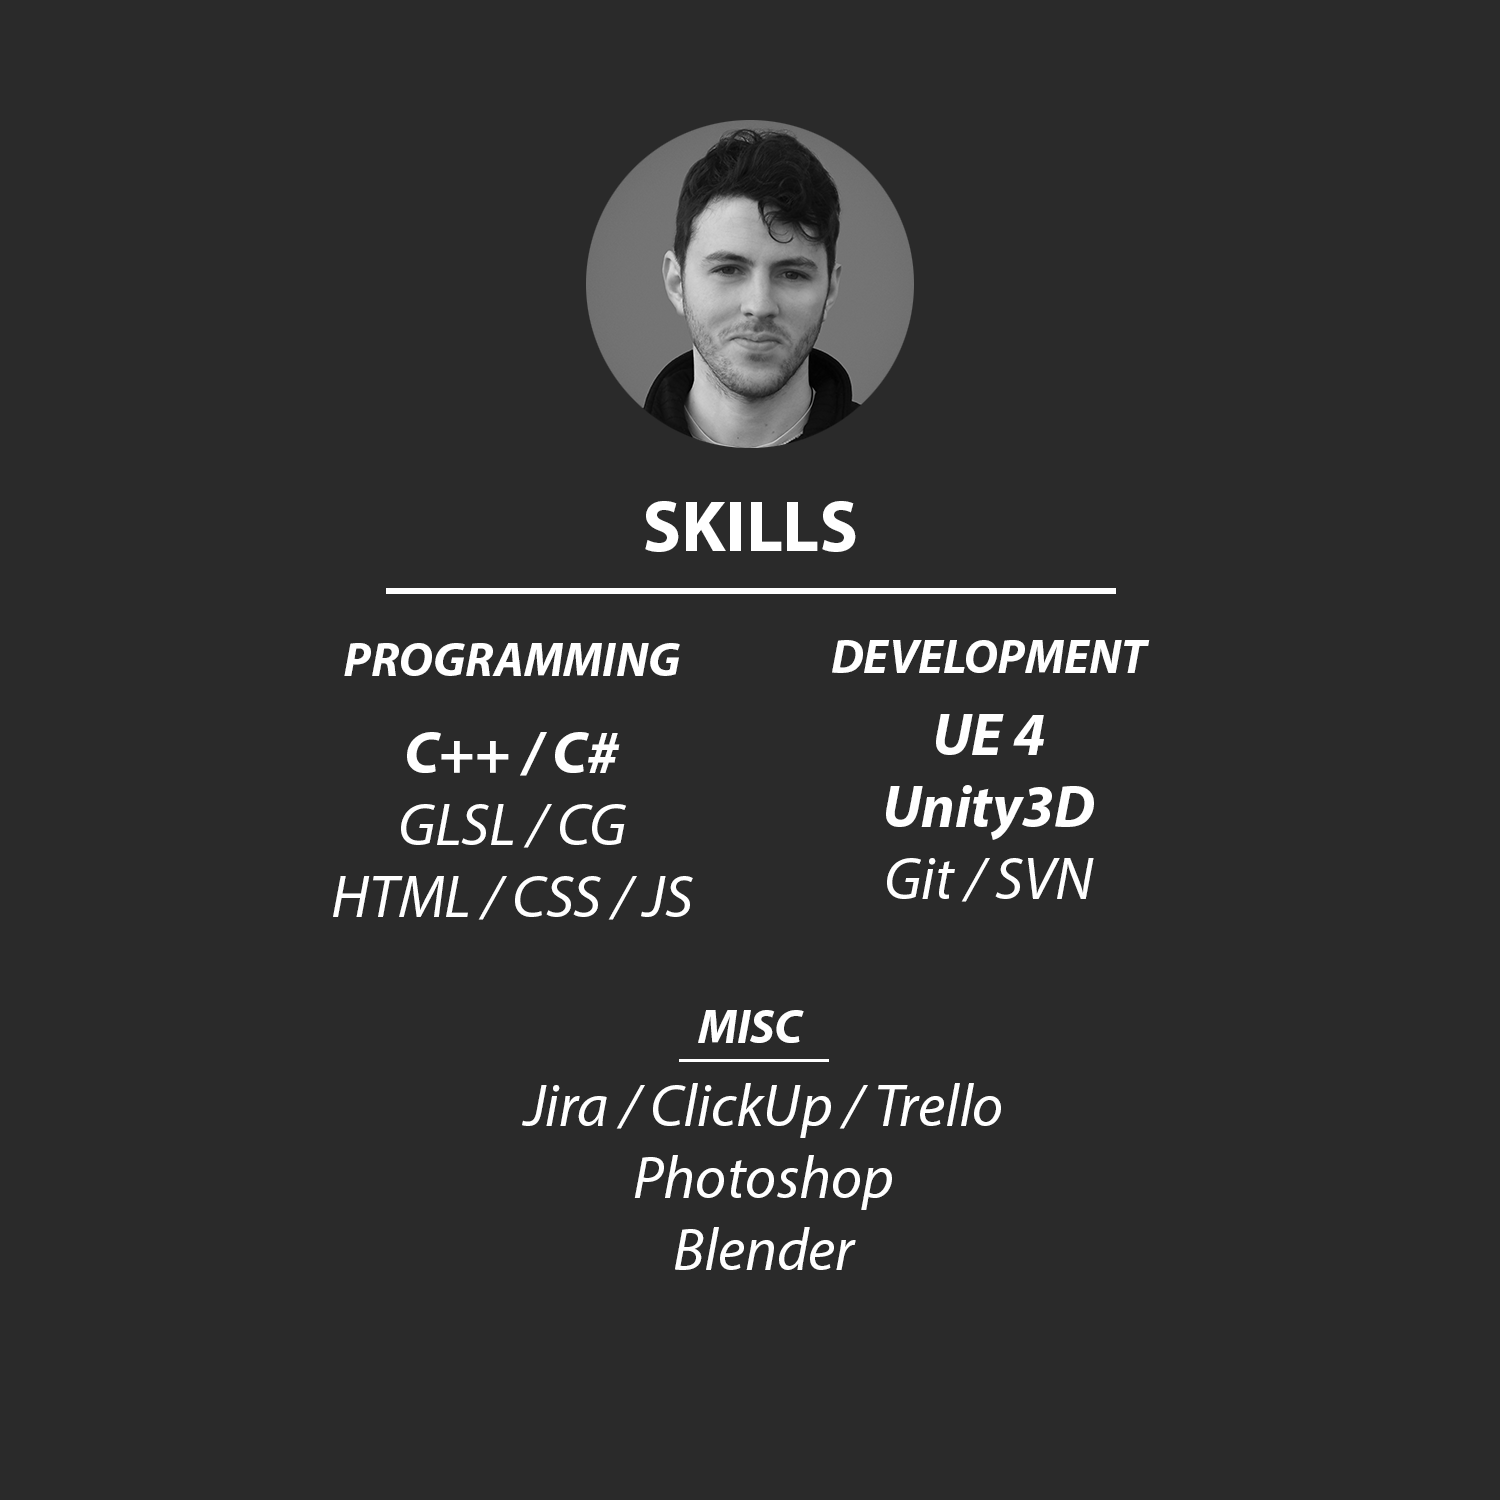 SKILLS
PROGRAMMING
C++ / C#
GLSL / CG
HTML / CSS / JS
DEVELOPMENT
UE 4
Unity3D
Git / SVN
MISC
Jira / ClickUp / Trello
Photoshop
Blender